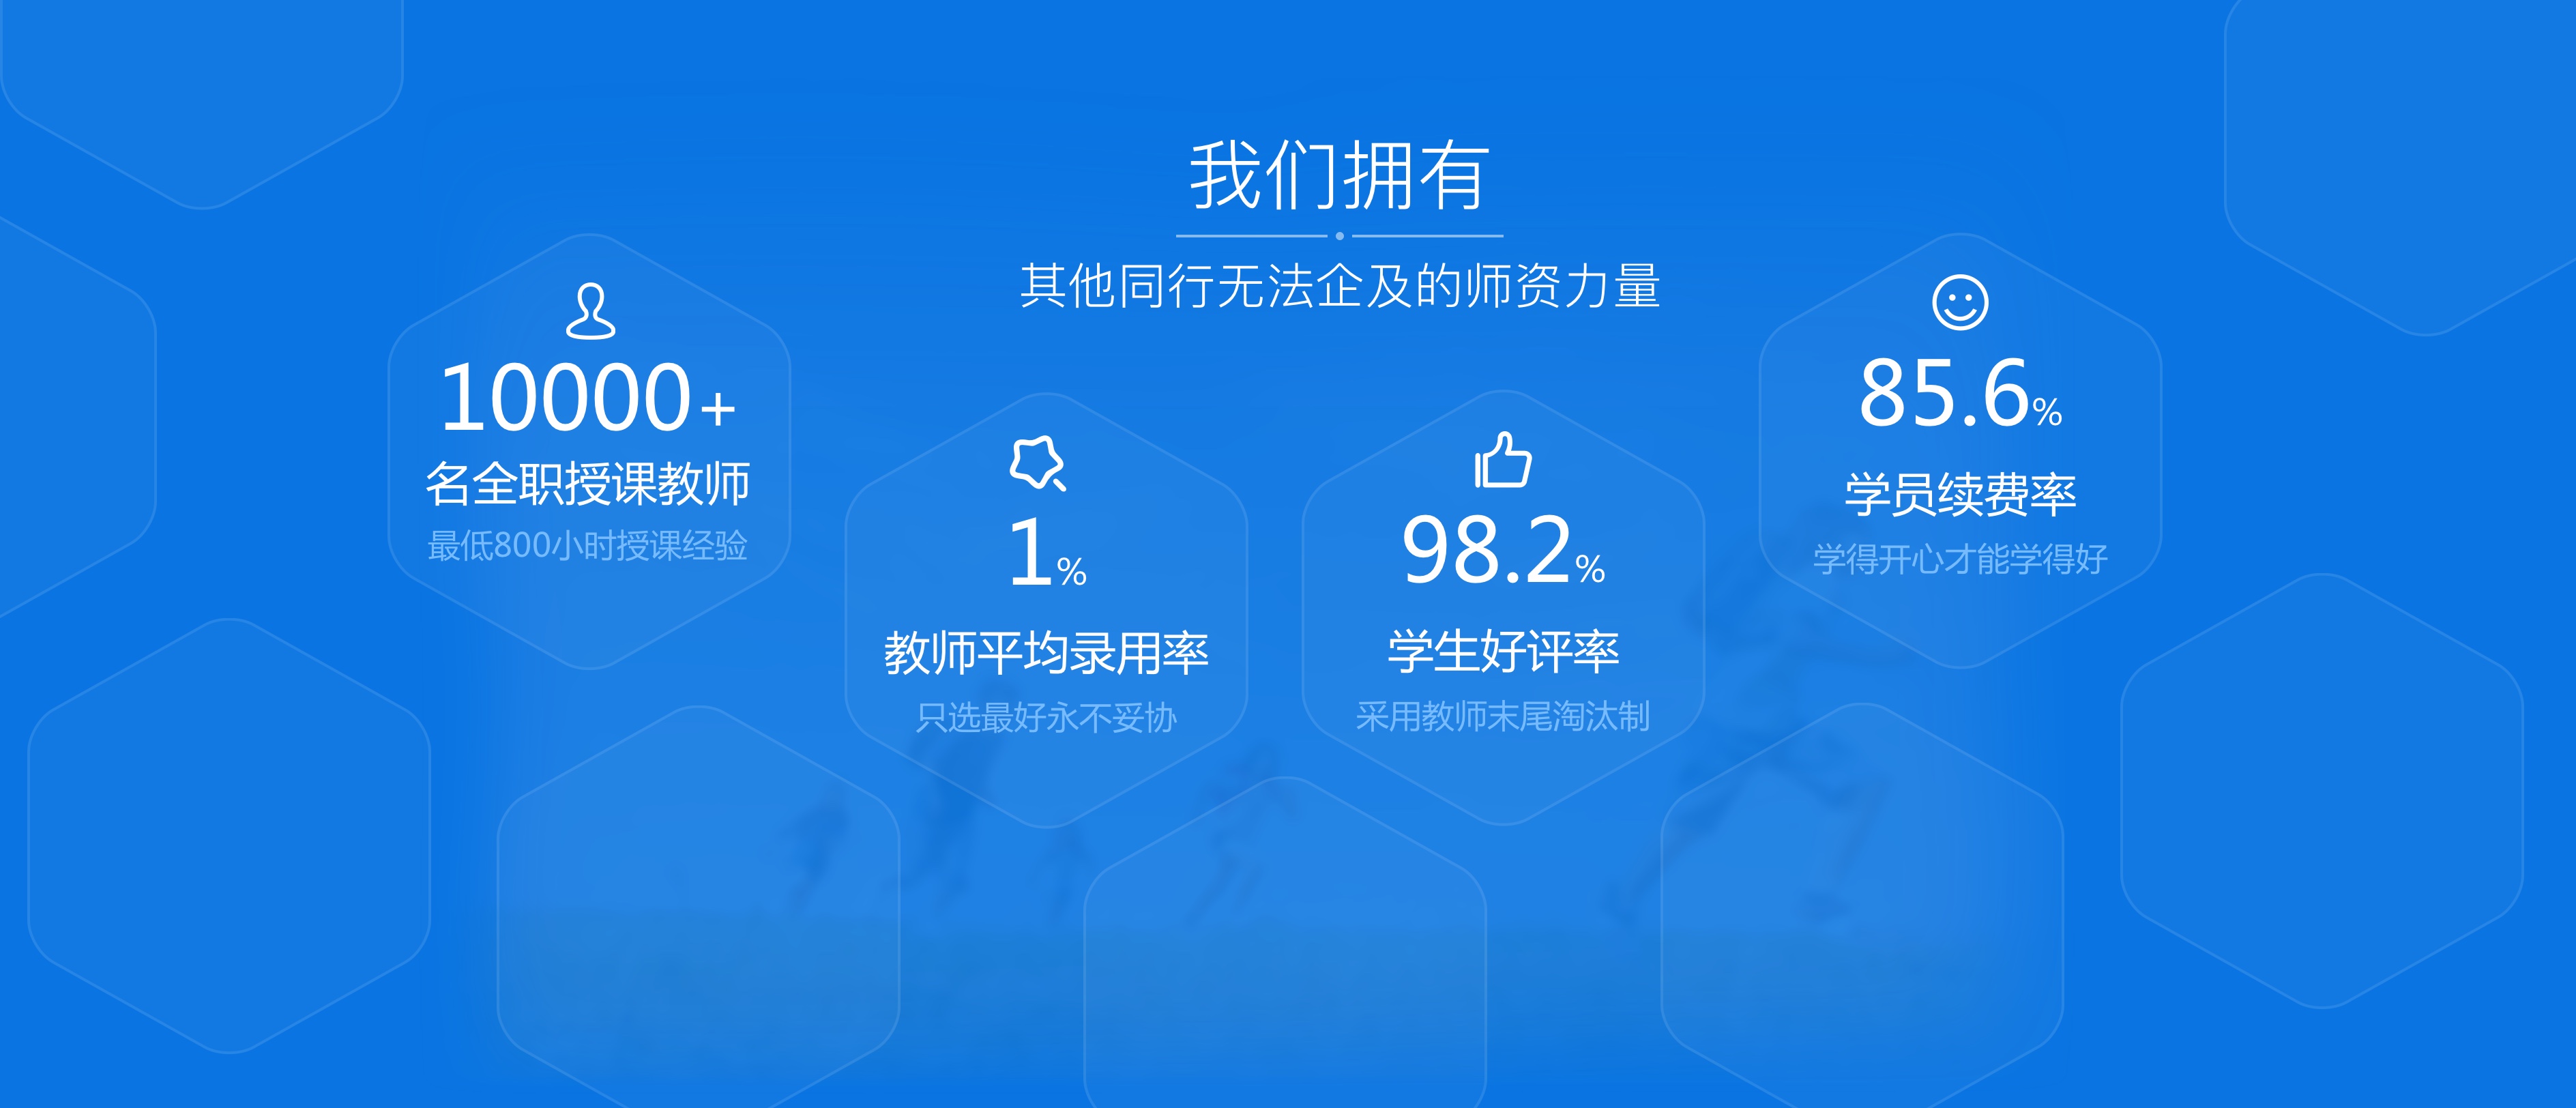 我们拥有
其他同行无法企及的师资力量
10000+
名全职授课教师
最低800小时授课经验
1%
教师平均录用率
只选最好永不妥协
98.2%
学生好评率
采用教师末尾淘汰制
85.6%
学员续费率
学得开心才能学得好